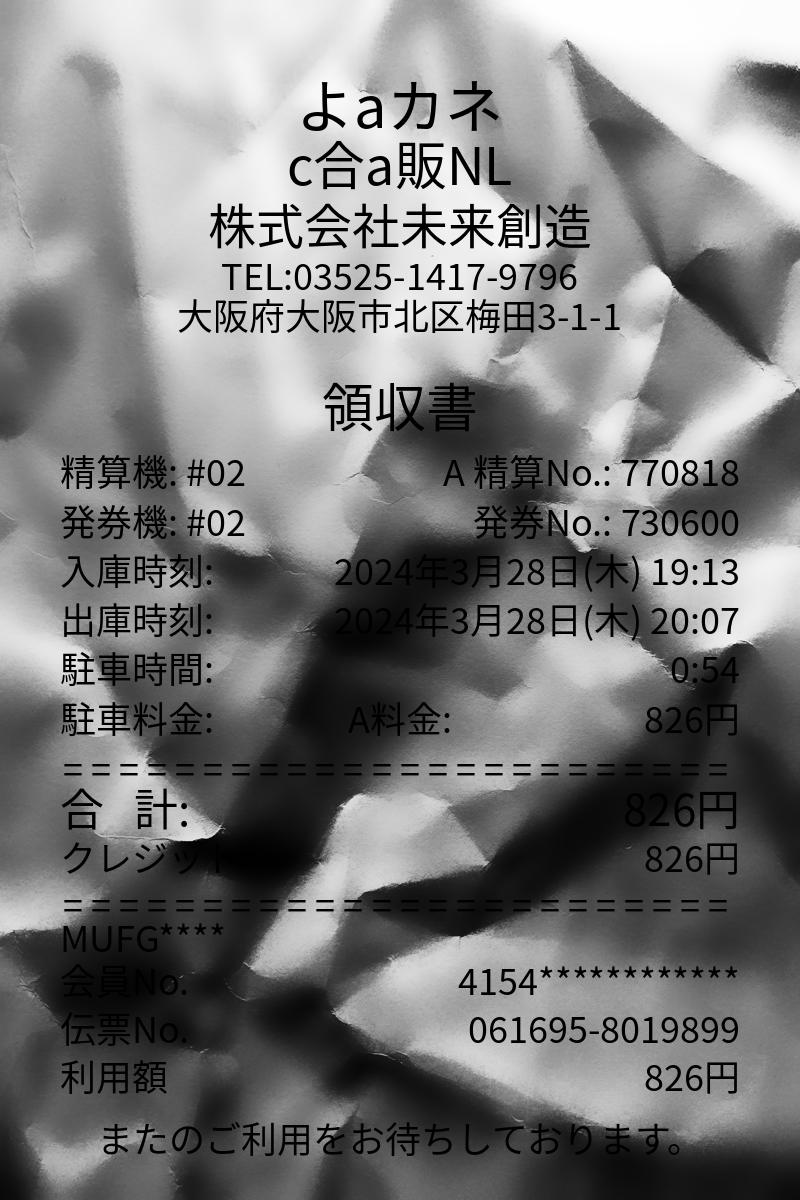 よaカネ
c合a販NL
株式会社未来創造
TEL:03525-1417-9796
大阪府大阪市北区梅田3-1-1
領収書
精算機: #02 A 精算No.: 770818
発券機: #02 発券No.: 730600
入庫時刻: 2024年3月28日(木) 19:13
出庫時刻: 2024年3月28日(木) 20:07
駐車時間: 0:54
駐車料金: A料金: 826円
========================
合 計: 826円
クレジット 826円
========================
MUFG****
会員No. 4154************
伝票No. 061695-8019899
利用額 826円
またのご利用をお待ちしております。